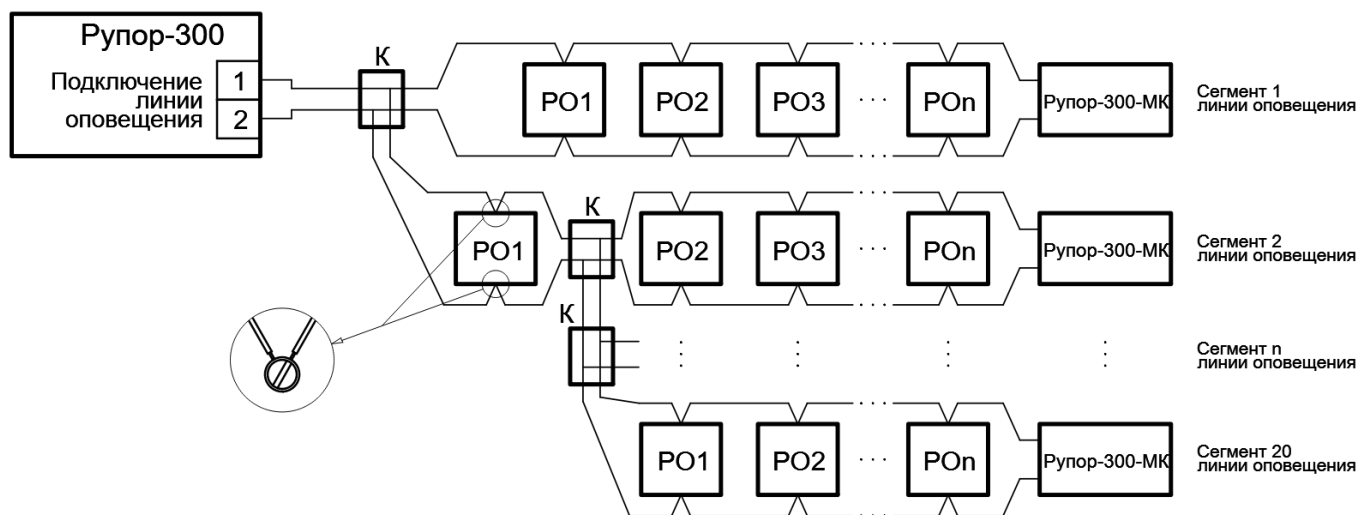 Рупор-300
Подключение
линии
оповещения
1
2
К
РО1
РО2
РО3
· · ·
РОn
Рупор-300-МК
Сегмент 1
линии оповещения
РО1
К
РО2
РО3
· · ·
РОn
Рупор-300-МК
Сегмент 2
линии оповещения
К
Сегмент n
линии оповещения
РО1
РО2
· · ·
РОn
Рупор-300-МК
Сегмент 20
линии оповещения